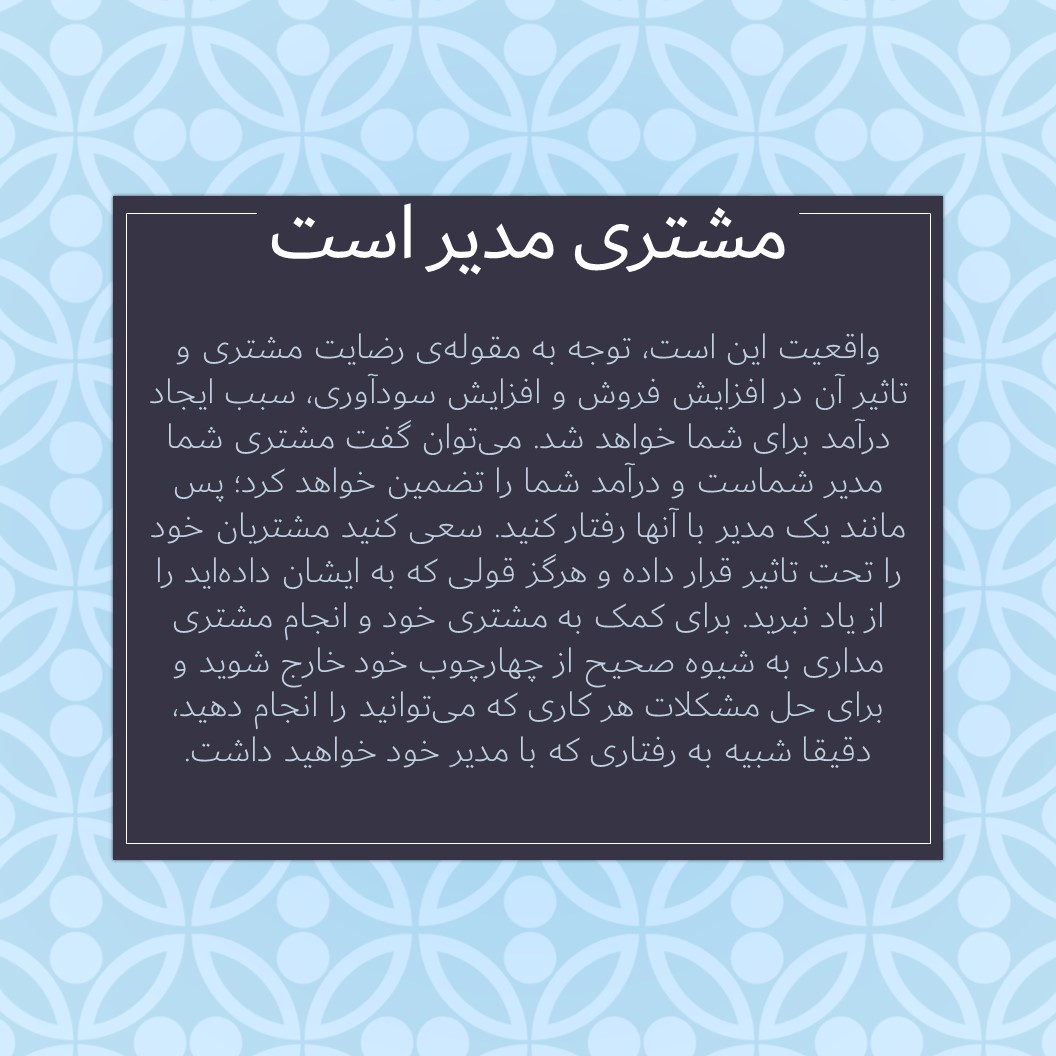 مشتری مدیر است
واقعیت این است، توجه به مقوله‌ی رضایت مشتری و
تاثیر آن در افزایش فروش و افزایش سودآوری، سبب ایجاد
درآمد برای شما خواهد شد. می‌توان گفت مشتری شما
مدیر شماست و درآمد شما را تضمین خواهد کرد؛ پس
مانند یک مدیر با آنها رفتار کنید. سعی کنید مشتریان خود
را تحت تاثیر قرار داده و هرگز قولی که به ایشان داده‌اید را
از یاد نبرید. برای کمک به مشتری خود و انجام مشتری
مداری به شیوه صحیح از چهارچوب خود خارج شوید و
برای حل مشکلات هر کاری که می‌توانید را انجام دهید،
دقیقا شبیه به رفتاری که با مدیر خود خواهید داشت.